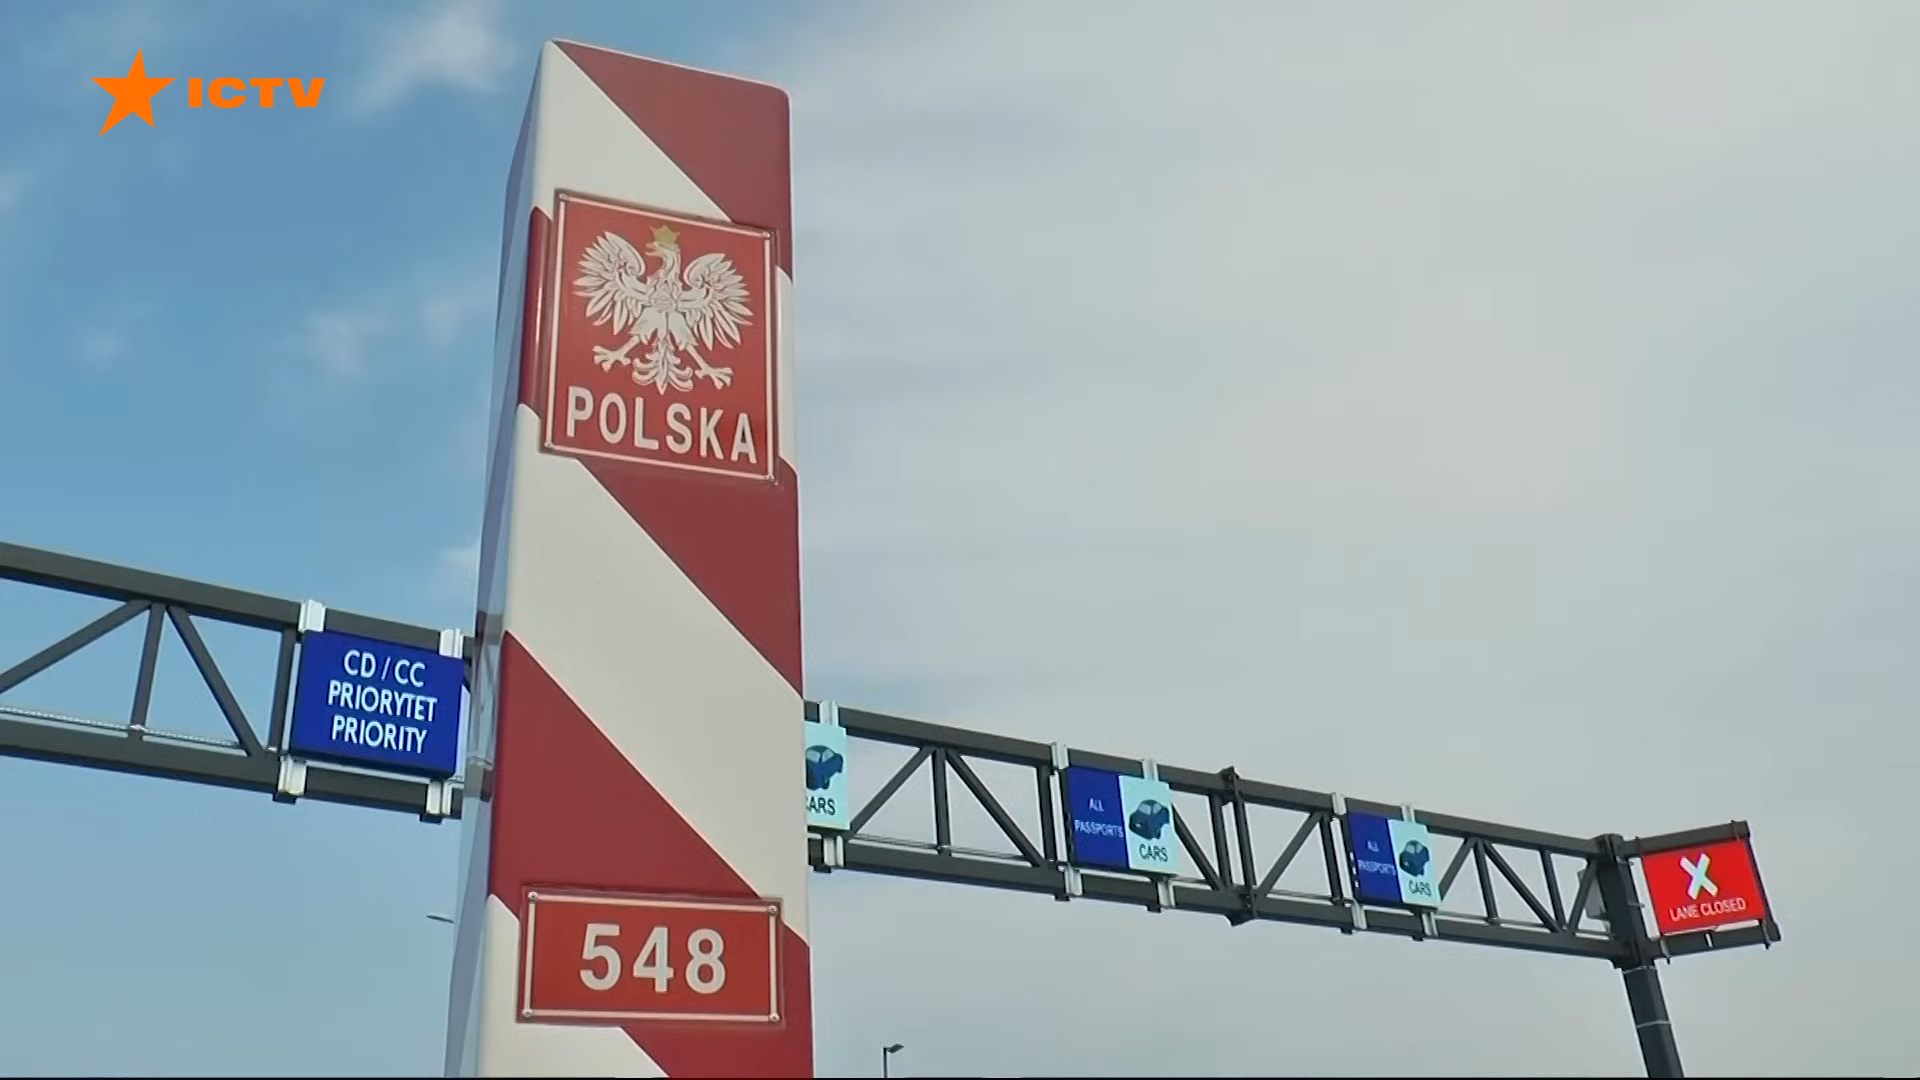 ICTV
POLSKA
CD / CC
PRIORYTET
PRIORITY
CARS
ALL
PASSPORTS
CARS
ALL
PASSPORTS
CARS
LANE CLOSED
548